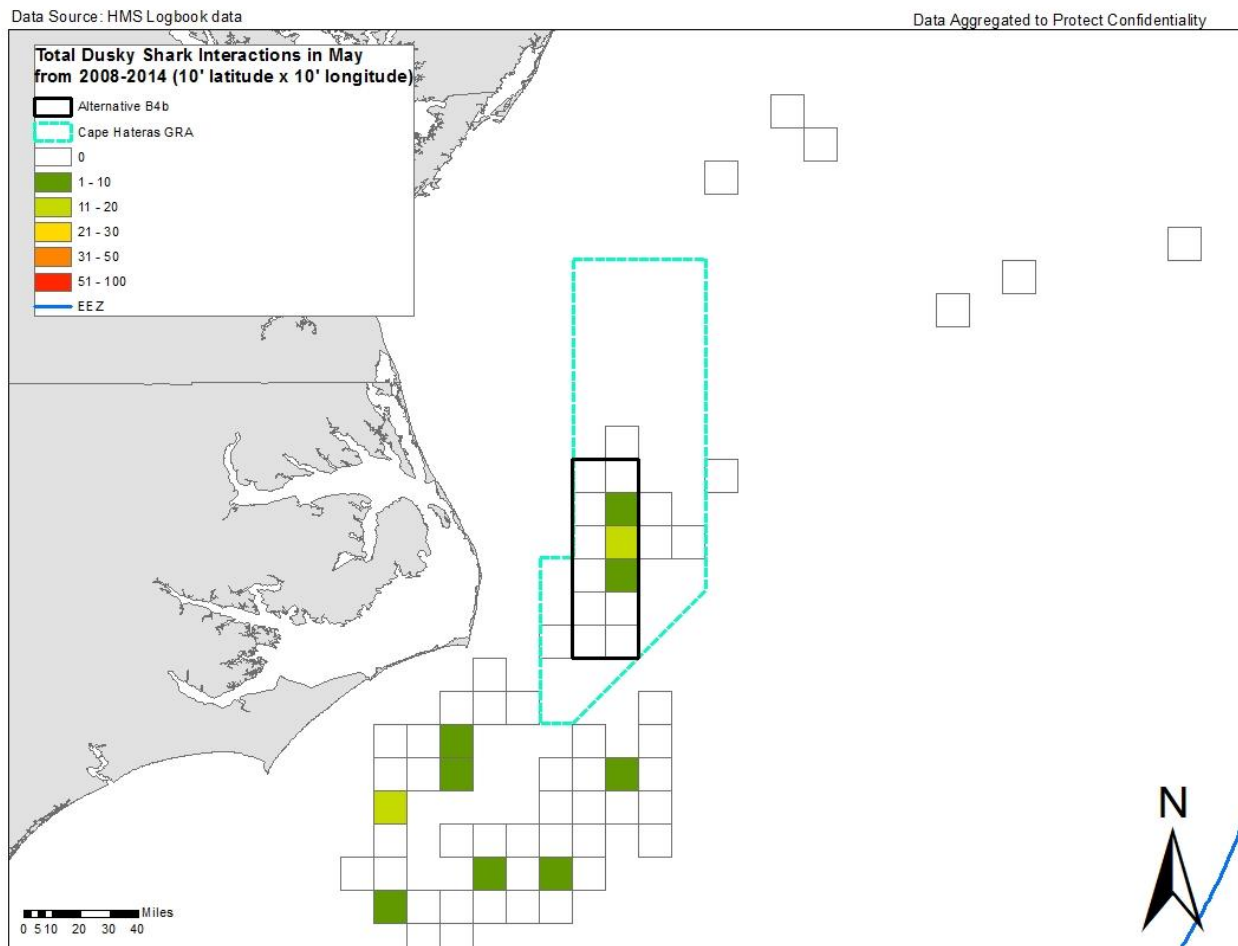 Data Source: HMS Logbook data
Data Aggregated to Protect Confidentiality
Total Dusky Shark Interactions in May
from 2008-2014 (10' latitude x 10' longitude)
Alternative B4b
Cape Hateras GRA
0
1 - 10
11 - 20
21 - 30
31 - 50
51 - 100
EEZ
N
Miles
0 5 10 20 30 40